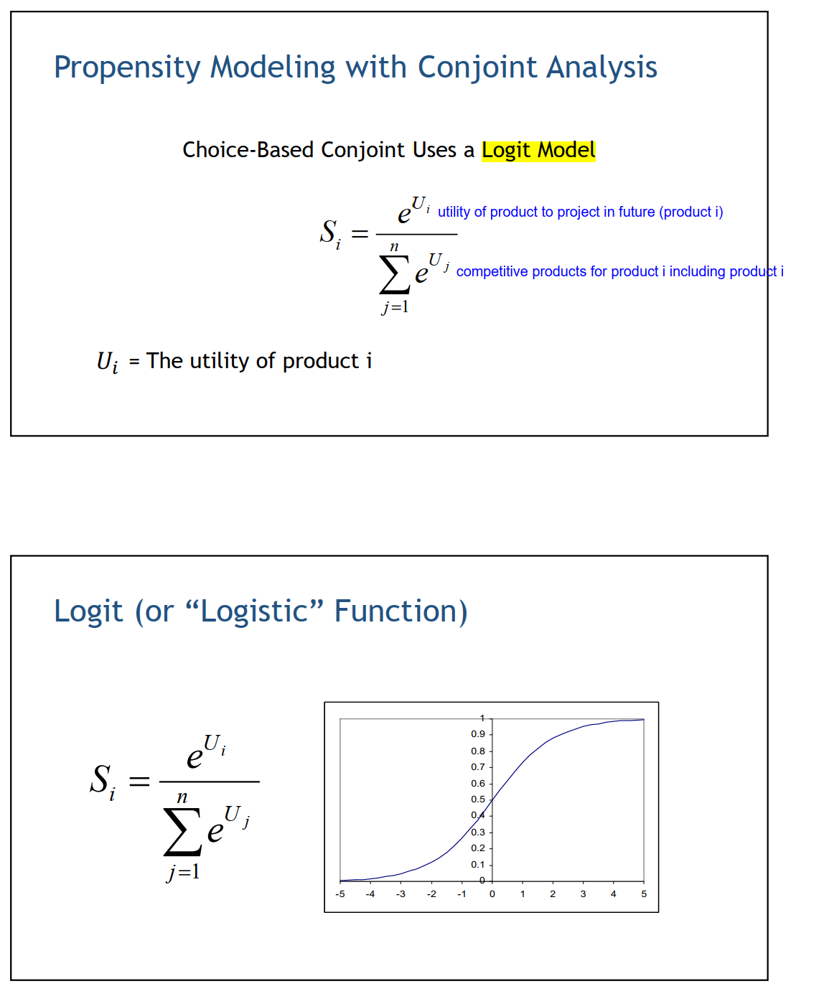 Propensity Modeling with Conjoint Analysis
Choice-Based Conjoint Uses a Logit Model
S_i = e^{U_i} / \sum_{j=1}^{n} e^{U_j}
utility of product to project in future (product i)
competitive products for product i including product i
U_i = The utility of product i
Logit (or “Logistic” Function)
S_i = e^{U_i} / \sum_{j=1}^{n} e^{U_j}
1
0.9
0.8
0.7
0.6
0.5
0.4
0.3
0.2
0.1
0
-5 -4 -3 -2 -1 0 1 2 3 4 5